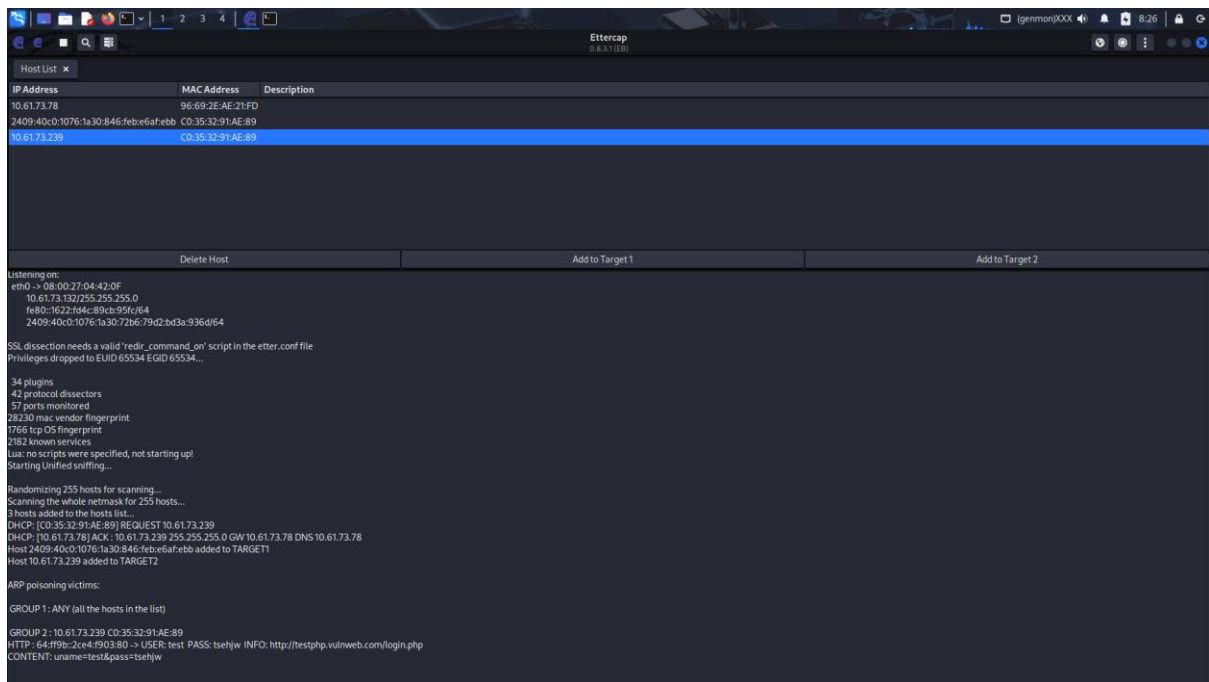 1 2 3 4
(genmon)XXX 8:26
Ettercap
0.8.3.1 (EB)
Host List ×
IP Address MAC Address Description
10.61.73.78 96:69:2E:AE:21:FD
2409:40c0:1076:1a30:846:feb:e6af:ebb C0:35:32:91:AE:89
10.61.73.239 C0:35:32:91:AE:89
Delete Host Add to Target 1 Add to Target 2
Listening on:
eth0 -> 08:00:27:04:42:0F
10.61.73.132/255.255.255.0
fe80::1622:fd4c:89cb:95fc/64
2409:40c0:1076:1a30:72b6:79d2:bd3a:936d/64
SSL dissection needs a valid 'redir_command_on' script in the etter.conf file
Privileges dropped to EUID 65534 EGID 65534...
34 plugins
42 protocol dissectors
57 ports monitored
28230 mac vendor fingerprint
1766 tcp OS fingerprint
2182 known services
Lua: no scripts were specified, not starting up!
Starting Unified sniffing...
Randomizing 255 hosts for scanning...
Scanning the whole netmask for 255 hosts...
3 hosts added to the hosts list...
DHCP: [C0:35:32:91:AE:89] REQUEST 10.61.73.239
DHCP: [10.61.73.78] ACK : 10.61.73.239 255.255.255.0 GW 10.61.73.78 DNS 10.61.73.78
Host 2409:40c0:1076:1a30:846:feb:e6af:ebb added to TARGET1
Host 10.61.73.239 added to TARGET2
ARP poisoning victims:
GROUP 1 : ANY (all the hosts in the list)
GROUP 2 : 10.61.73.239 C0:35:32:91:AE:89
HTTP : 64:ff9b::2ce4:f903:80 -> USER: test PASS: tsehjw INFO: http://testphp.vulnweb.com/login.php
CONTENT: uname=test&pass=tsehjw